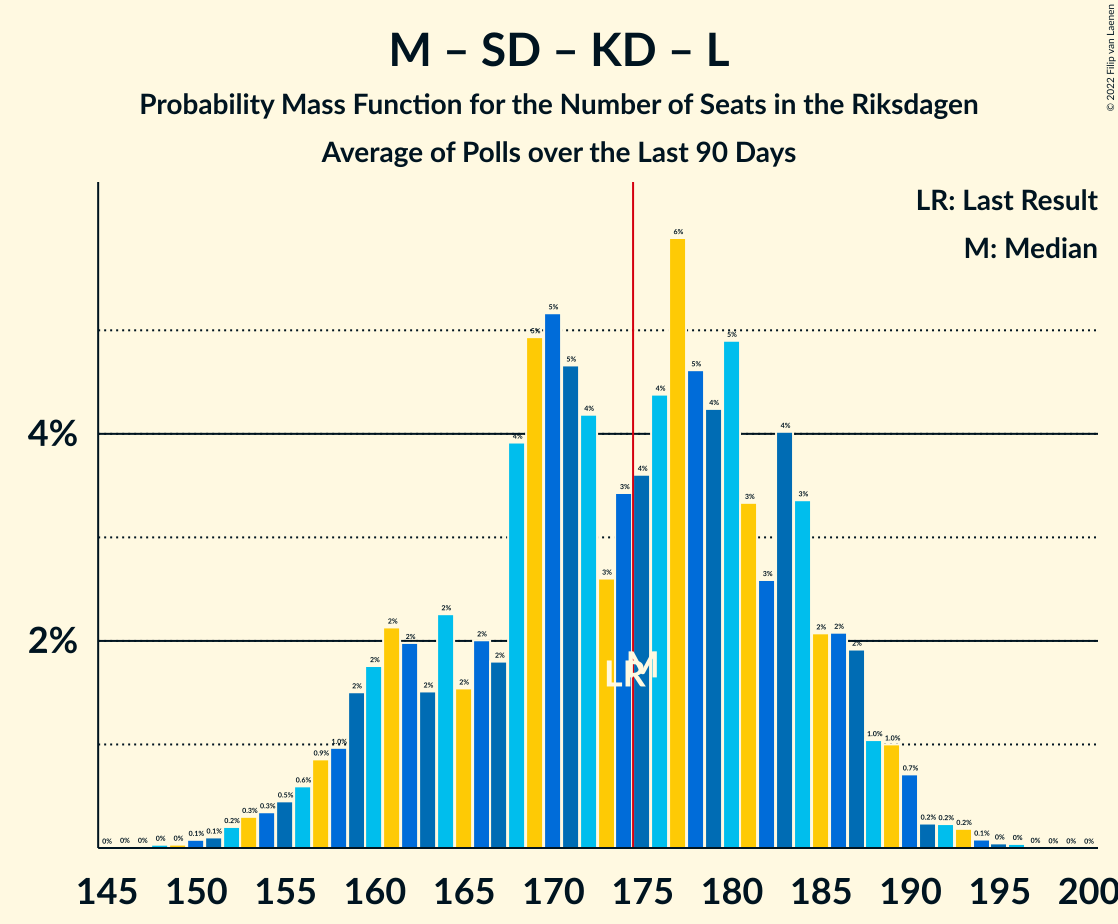 M – SD – KD – L
Probability Mass Function for the Number of Seats in the Riksdagen
Average of Polls over the Last 90 Days
© 2022 Filip van Laenen
LR: Last Result
M: Median
4%
2%
0% 0% 0% 0% 0% 0.1% 0.1% 0.2% 0.3% 0.3% 0.5% 0.6% 0.9% 1.0% 2% 2% 2% 2% 2% 2% 2% 2% 2% 4% 5% 5% 5% 4% 3% 3% 4% 4% 6% 5% 4% 5% 3% 3% 4% 3% 2% 2% 2% 1.0% 1.0% 0.7% 0.2% 0.2% 0.2% 0.1% 0% 0% 0% 0% 0% 0%
LR M
145 150 155 160 165 170 175 180 185 190 195 200